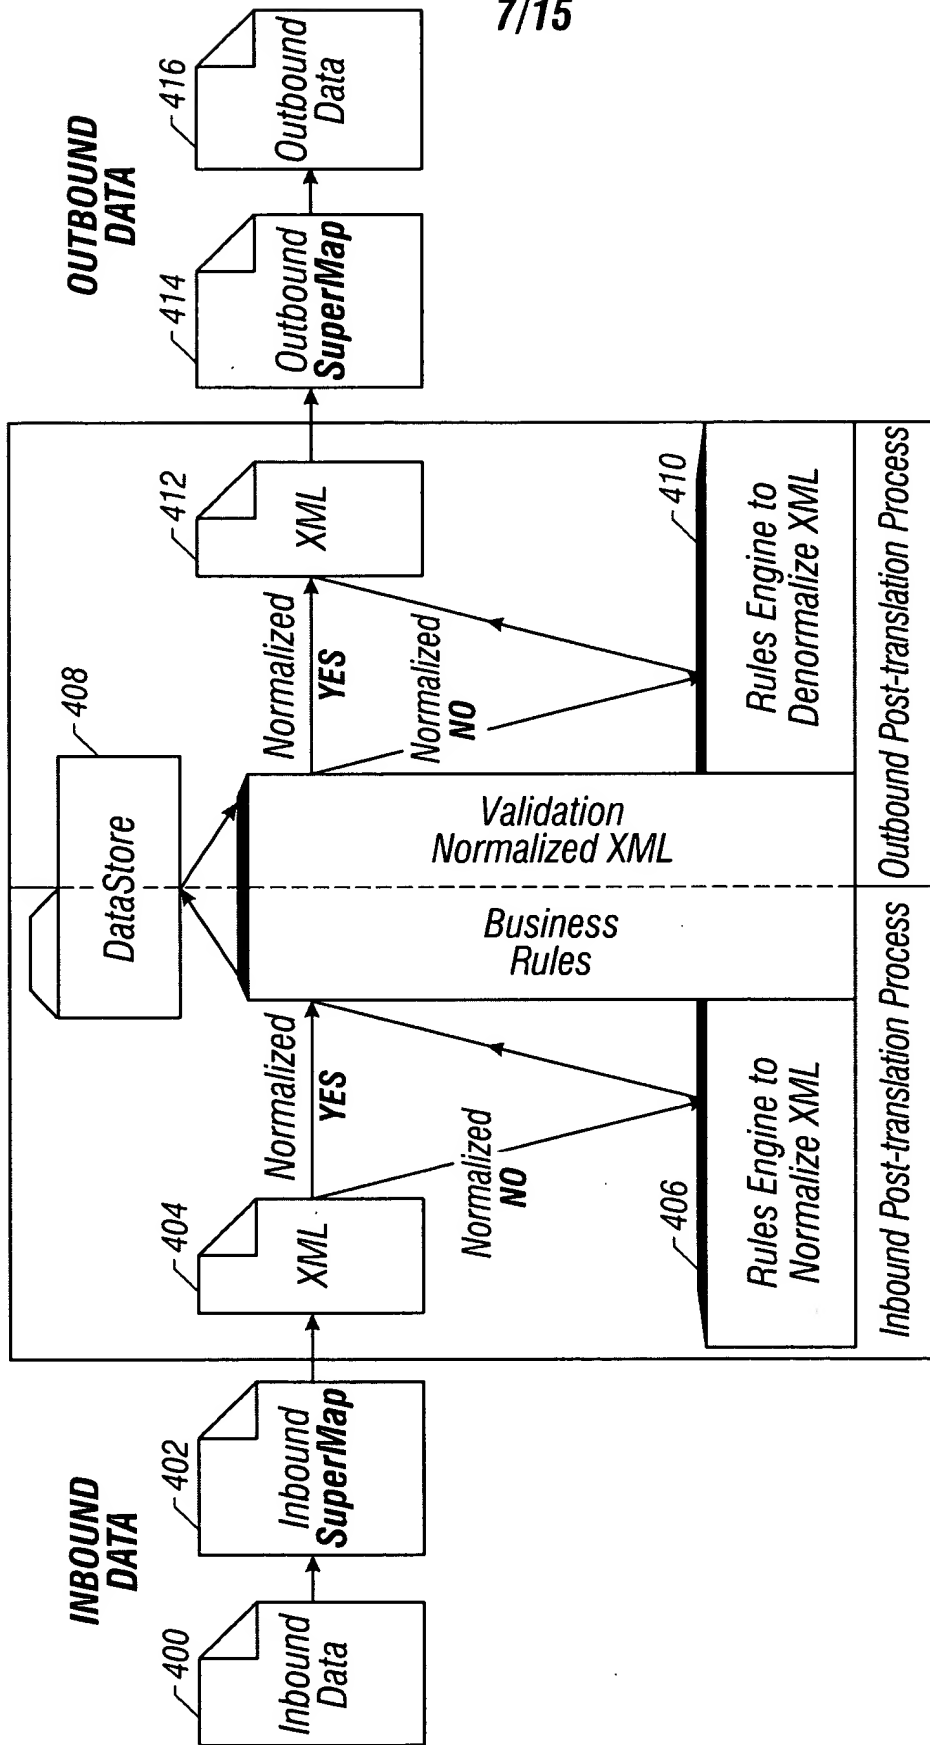 7/15
INBOUND
DATA
OUTBOUND
DATA
400
Inbound
Data
402
Inbound
SuperMap
404
XML
Normalized
YES
Normalized
NO
406
Rules Engine to
Normalize XML
Inbound Post-translation Process
408
DataStore
Business
Rules
Validation
Normalized XML
Normalized
YES
Normalized
NO
410
Rules Engine to
Denormalize XML
Outbound Post-translation Process
412
XML
414
Outbound
SuperMap
416
Outbound
Data